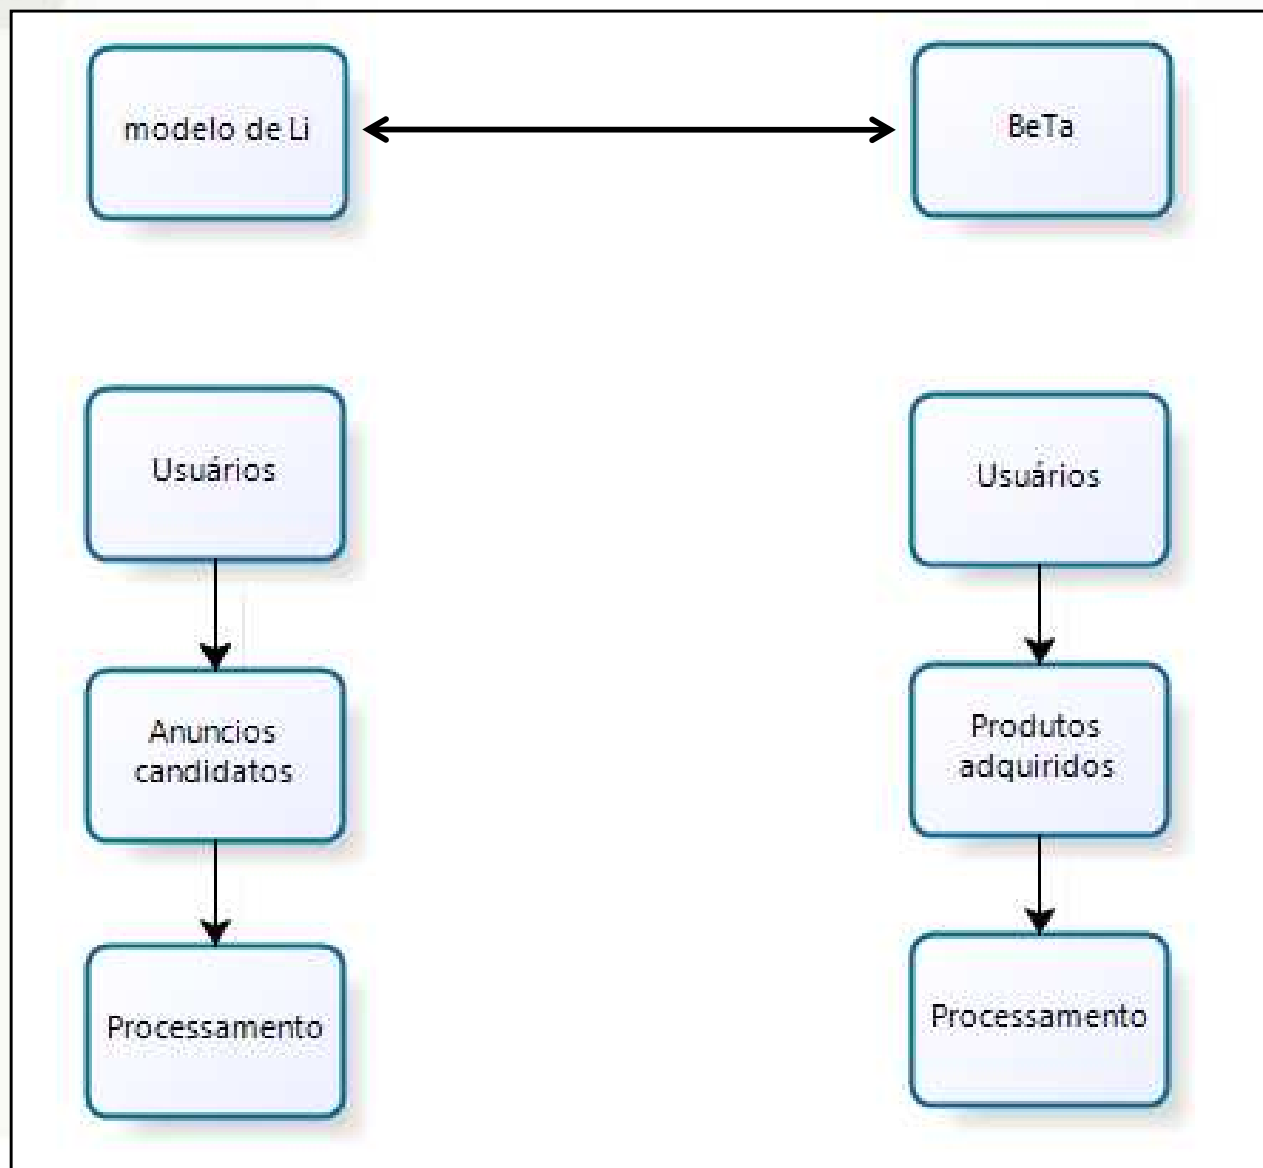 modelo de Li
BeTa
Usuários
Usuários
Anuncios
candidatos
Produtos
adquiridos
Processamento
Processamento